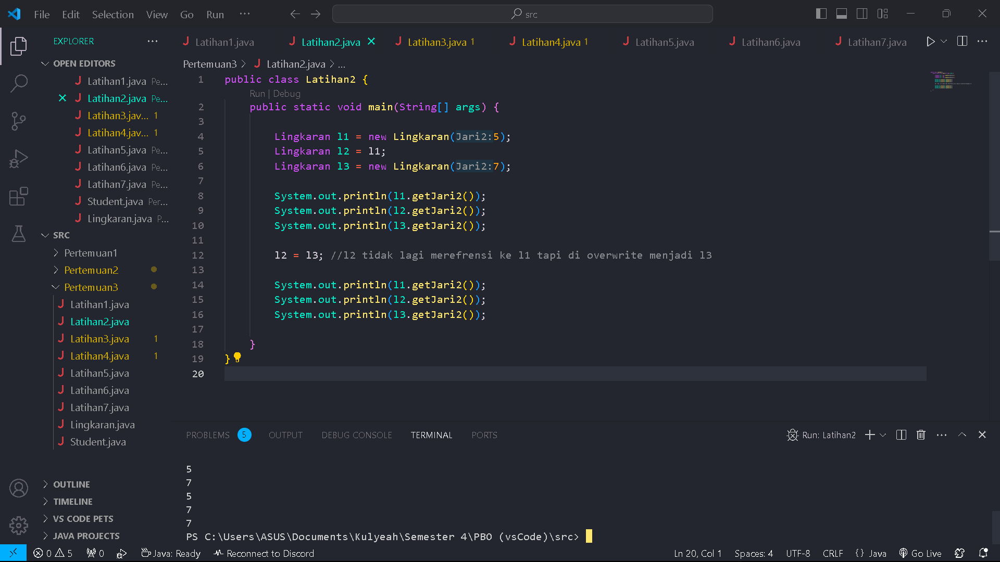 File Edit Selection View Go Run ··· src
EXPLORER ···
OPEN EDITORS
Latihan1.java Pe...
Latihan2.java Pe...
Latihan3.jav... 1
Latihan4.jav... 1
Latihan5.java Pe...
Latihan6.java Pe...
Latihan7.java Pe...
Student.java Per...
Lingkaran.java P...
SRC
Pertemuan1
Pertemuan2
Pertemuan3
Latihan1.java
Latihan2.java
Latihan3.java 1
Latihan4.java 1
Latihan5.java
Latihan6.java
Latihan7.java
Lingkaran.java
Student.java
OUTLINE
TIMELINE
VS CODE PETS
JAVA PROJECTS
Latihan1.java Latihan2.java Latihan3.java 1 Latihan4.java 1 Latihan5.java Latihan6.java Latihan7.java ···
Pertemuan3 > Latihan2.java > ...
1 public class Latihan2 {
Run | Debug
2 public static void main(String[] args) {
3
4 Lingkaran l1 = new Lingkaran(Jari2:5);
5 Lingkaran l2 = l1;
6 Lingkaran l3 = new Lingkaran(Jari2:7);
7
8 System.out.println(l1.getJari2());
9 System.out.println(l2.getJari2());
10 System.out.println(l3.getJari2());
11
12 l2 = l3; //l2 tidak lagi merefrensi ke l1 tapi di overwrite menjadi l3
13
14 System.out.println(l1.getJari2());
15 System.out.println(l2.getJari2());
16 System.out.println(l3.getJari2());
17
18 }
19 }
20
PROBLEMS 5 OUTPUT DEBUG CONSOLE TERMINAL PORTS Run: Latihan2 ···
5
7
5
7
7
PS C:\Users\ASUS\Documents\Kulyeah\Semester 4\PBO (vsCode)\src>
0 5 0 Java: Ready Reconnect to Discord Ln 20, Col 1 Spaces: 4 UTF-8 CRLF {} Java Go Live